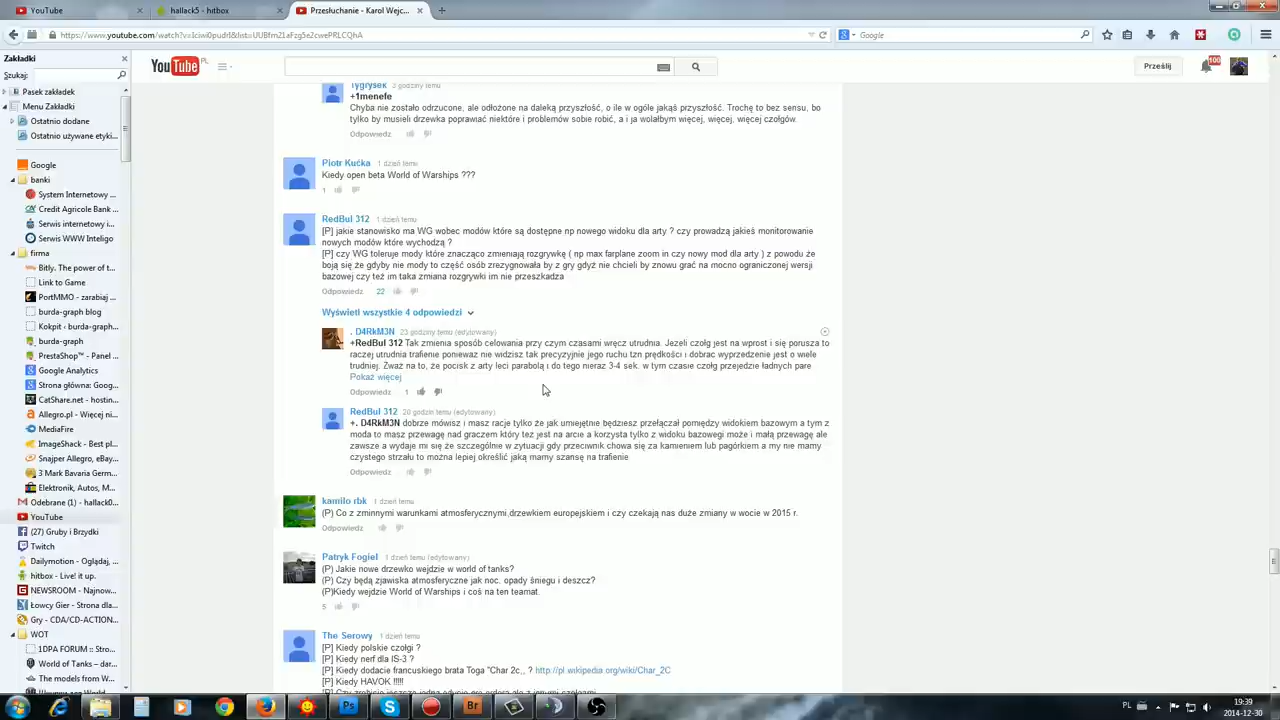 hallack5 - hitbox
Przesłuchanie - Karol Wejc...
https://www.youtube.com/watch?v=
Google
Zakładki
Szukaj:
YouTube PL
Prześlij
100
Pasek zakładek
Menu Zakładki
Ostatnio dodane
Ostatnio używane etyki...
Google
banki
System Internetowy ...
Credit Agricole Bank ...
Serwis internetowy i...
Serwis WWW Inteligo
firma
Bitly. The power of t...
Link to Game
PortMMO - zarabiaj ...
burda-graph blog
Kokpit ‹ burda-graph...
burda-graph
PrestaShop™ - Panel ...
Google Analytics
Strona główna: Goog...
CatShare.net - hostin...
Allegro.pl - Więcej ni...
MediaFire
ImageShack - Best pl...
Snajper Allegro, eBay...
3 Mark Bavaria Germ...
Elektronik, Autos, M...
Odebrane (1) - hallack0...
YouTube
(27) Gruby i Brzydki
Twitch
Dailymotion - Oglądaj, ...
hitbox - Live! it up.
NEWSROOM - Najnow...
Łowcy Gier - Strona dla...
Gry - CDA/CD-ACTION...
WOT
1DPA FORUM :: Stron...
World of Tanks – dar...
The models from W...
Tygrysek 3 godziny temu
+1menefe
Chyba nie zostało odrzucone, ale odłożone na daleką przyszłość, o ile w ogóle jakąś przyszłość. Trochę to bez sensu, bo
tylko by musieli drzewka poprawiać niektóre i problemów sobie robić, a i ja wolałbym więcej, więcej, więcej czołgów.
Odpowiedz
Piotr Kućka 1 dzień temu
Kiedy open beta World of Warships ???
1
RedBul 312 1 dzień temu
[P] jakie stanowisko ma WG wobec modów które są dostępne np nowego widoku dla arty ? czy prowadzą jakieś monitorowanie
nowych modów które wychodzą ?
[P] czy WG toleruje mody które znacząco zmieniają rozgrywkę ( np max farplane zoom in czy nowy mod dla arty ) z powodu że
boją się że gdyby nie mody to część osób zrezygnowała by z gry gdyż nie chcieli by znowu grać na mocno ograniczonej wersji
bazowej czy też im taka zmiana rozgrywki im nie przeszkadza
Odpowiedz 22
Wyświetl wszystkie 4 odpowiedzi
. D4RkM3N 23 godziny temu (edytowany)
+RedBul 312 Tak zmienia sposób celowania przy czym czasami wręcz utrudnia. Jezeli czołg jest na wprost i się porusza to
raczej utrudnia trafienie ponieważ nie widzisz tak precyzyjnie jego ruchu tzn prędkości i dobrac wyprzedzenie jest o wiele
trudniej. Zważ na to, że pocisk z arty leci parabolą i do tego nieraz 3-4 sek. w tym czasie czołg przejedzie ładnych pare
Pokaż więcej
Odpowiedz 1
RedBul 312 20 godzin temu (edytowany)
+. D4RkM3N dobrze mówisz i masz racje tylko że jak umiejętnie będziesz przełączał pomiędzy widokiem bazowym a tym z
moda to masz przewagę nad graczem który też jest na arcie a korzysta tylko z widoku bazowegi może i małą przewagę ale
zawsze a wydaje mi się że szczególnie w zytuacji gdy przeciwnik chowa się za kamieniem lub pagórkiem a my nie mamy
czystego strzału to można lepiej określić jaką mamy szansę na trafienie
Odpowiedz
kamilo rbk 1 dzień temu
(P) Co z zminnymi warunkami atmosferycznymi,drzewkiem europejskiem i czy czekają nas duże zmiany w wocie w 2015 r.
Odpowiedz
Patryk Fogiel 1 dzień temu (edytowany)
(P) Jakie nowe drzewko wejdzie w world of tanks?
(P) Czy będą zjawiska atmosferyczne jak noc. opady śniegu i deszcz?
(P)Kiedy wejdzie World of Warships i coś na ten teamat.
5
The Serowy 1 dzień temu
[P] Kiedy polskie czołgi ?
[P] Kiedy nerf dla IS-3 ?
[P] Kiedy dodacie francuskiego brata Toga "Char 2c,, ? http://pl.wikipedia.org/wiki/Char_2C
[P] Kiedy HAVOK !!!!!
PL
19:39
2014-12-30